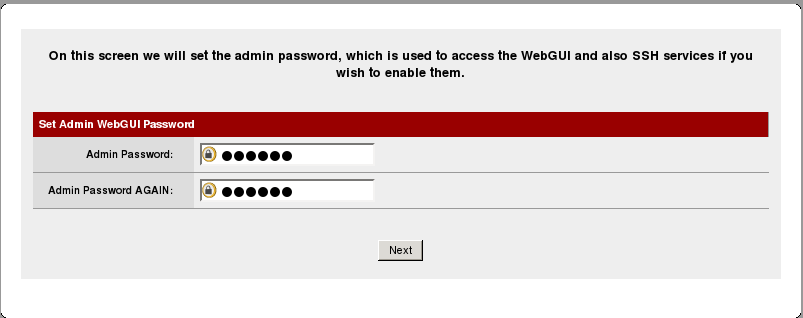 On this screen we will set the admin password, which is used to access the WebGUI and also SSH services if you
wish to enable them.
Set Admin WebGUI Password
Admin Password: ●●●●●●
Admin Password AGAIN: ●●●●●●
Next